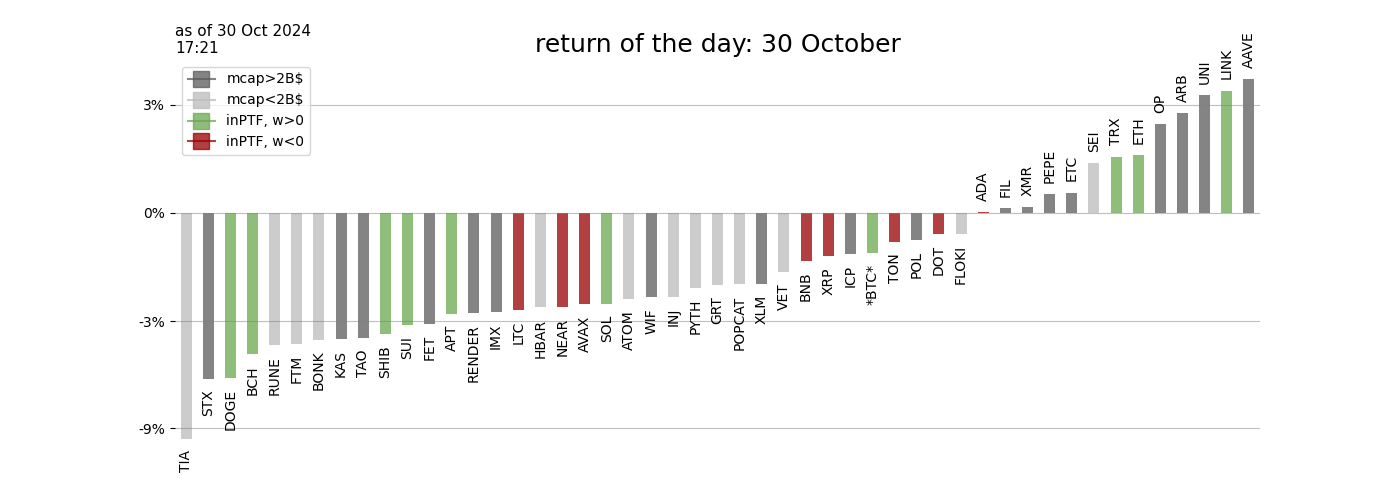 as of 30 Oct 2024
17:21
return of the day: 30 October
mcap>2B$
mcap<2B$
inPTF, w>0
inPTF, w<0
3%
0%
-3%
-9%
TIA
STX
DOGE
BCH
RUNE
FTM
BONK
KAS
TAO
SHIB
SUI
FET
APT
RENDER
IMX
LTC
HBAR
NEAR
AVAX
SOL
ATOM
WIF
INJ
PYTH
GRT
POPCAT
XLM
VET
BNB
XRP
ICP
*BTC*
TON
POL
DOT
FLOKI
ADA
FIL
XMR
PEPE
ETC
SEI
TRX
ETH
OP
ARB
UNI
LINK
AAVE